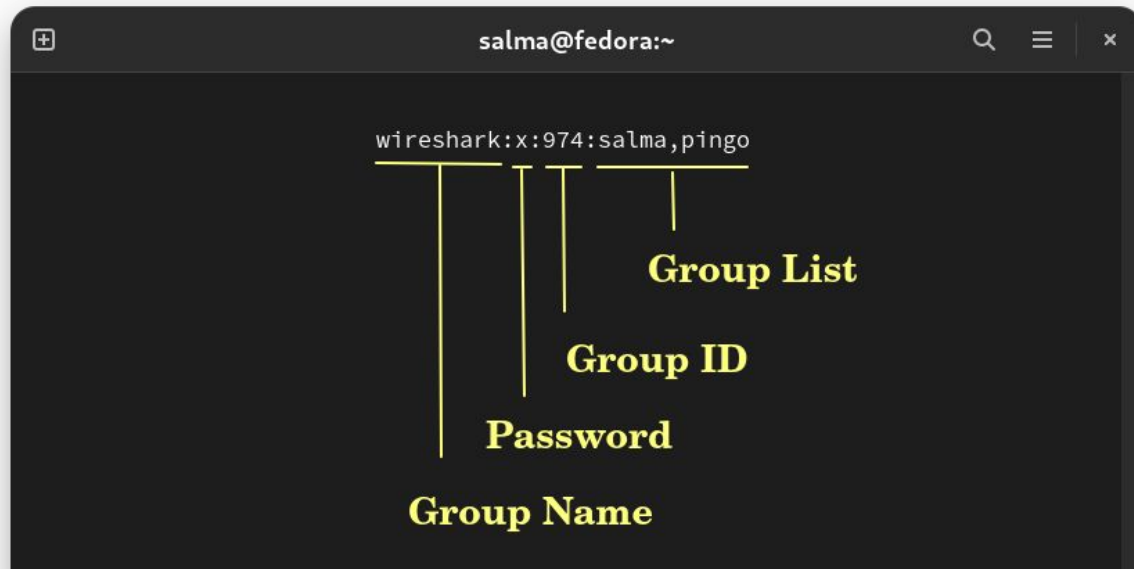 salma@fedora:~
wireshark:x:974:salma,pingo
Group List
Group ID
Password
Group Name